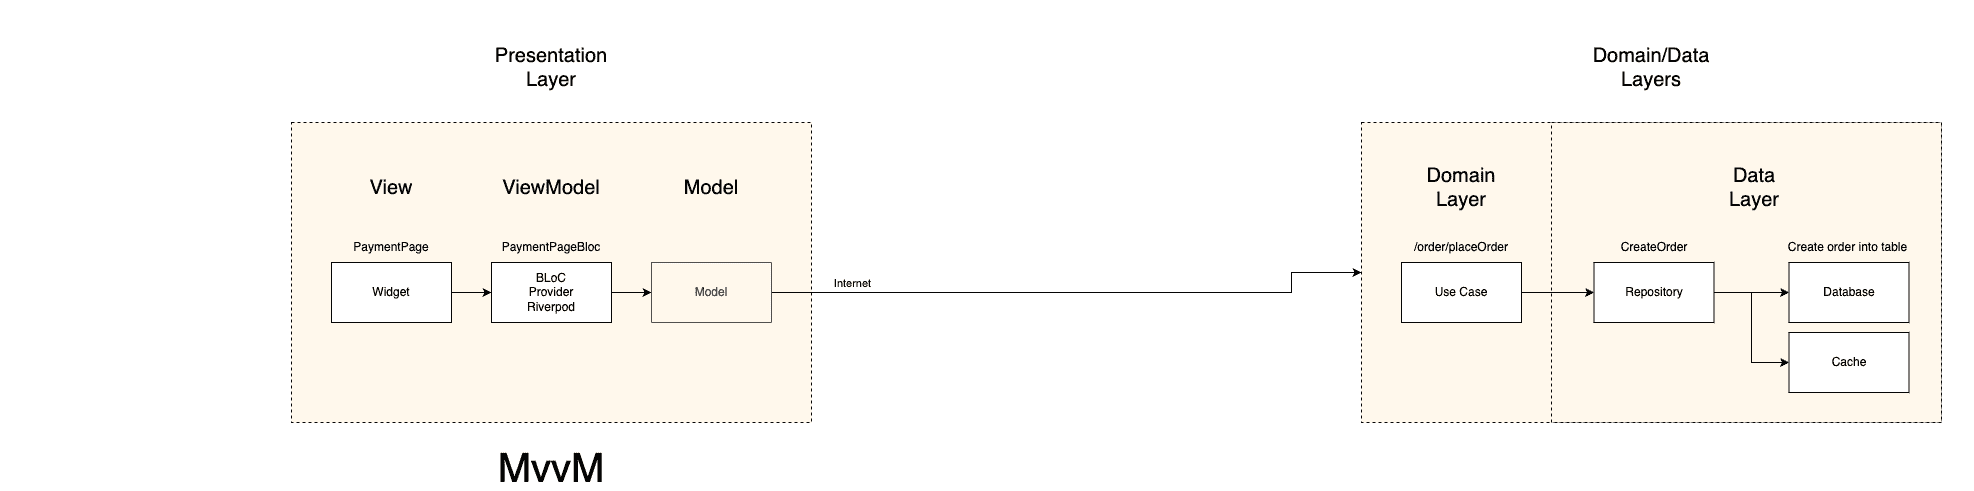 Presentation
Layer
Domain/Data
Layers
View
ViewModel
Model
PaymentPage
PaymentPageBloc
Widget
BLoC
Provider
Riverpod
Model
Internet
Domain
Layer
Data
Layer
/order/placeOrder
CreateOrder
Create order into table
Use Case
Repository
Database
Cache
MvvM